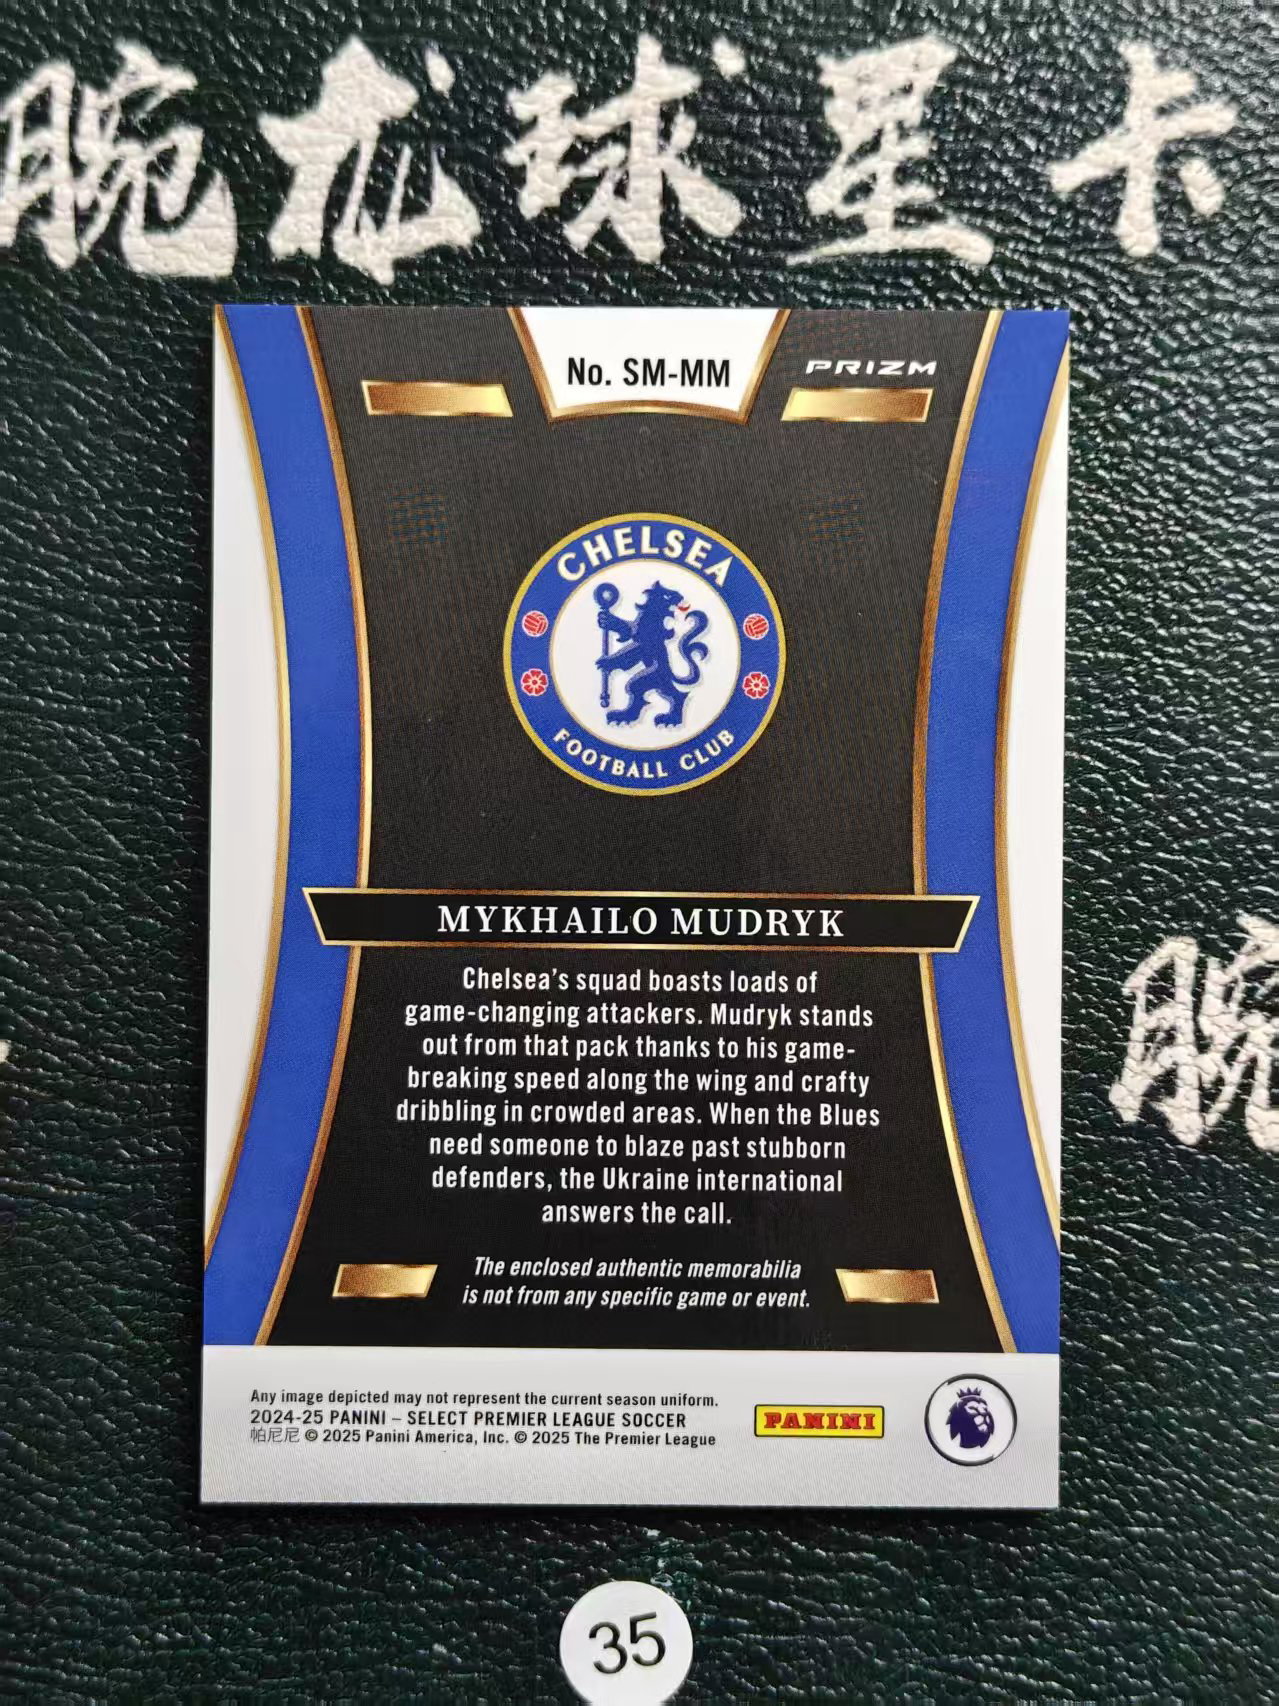 腕龙球星卡
No. SM-MM
PRIZM
CHELSEA
FOOTBALL CLUB
MYKHAILO MUDRYK
Chelsea's squad boasts loads of
game-changing attackers. Mudryk stands
out from that pack thanks to his game-
breaking speed along the wing and crafty
dribbling in crowded areas. When the Blues
need someone to blaze past stubborn
defenders, the Ukraine international
answers the call.
The enclosed authentic memorabilia
is not from any specific game or event.
腕
Any image depicted may not represent the current season uniform.
2024-25 PANINI – SELECT PREMIER LEAGUE SOCCER
帕尼尼 © 2025 Panini America, Inc. © 2025 The Premier League
PANINI
35